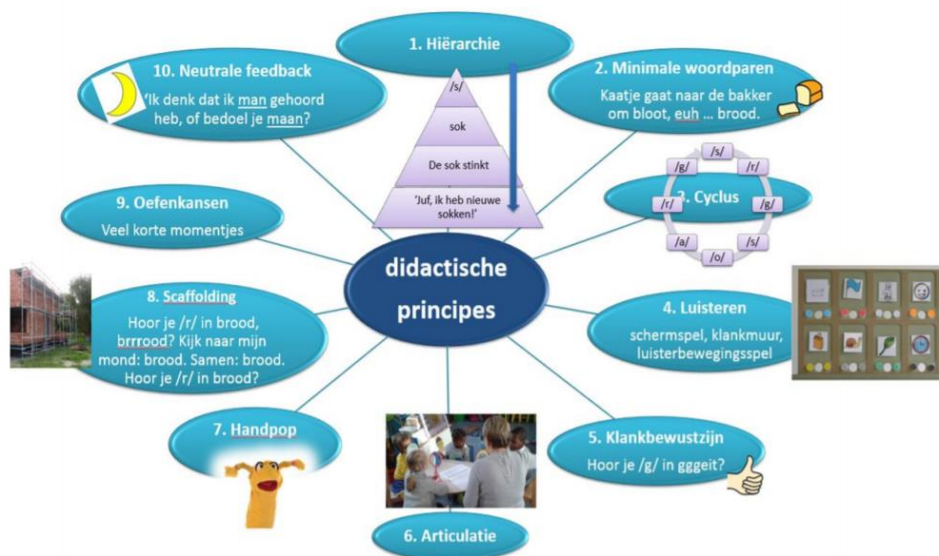 1. Hiërarchie
/s/
sok
De sok stinkt
'Juf, ik heb nieuwe
sokken!'
2. Minimale woordparen
Kaatje gaat naar de bakker
om bloot, euh ... brood.
3. Cyclus
/s/
/r/
/g/
/s/
/o/
/a/
/r/
/g/
4. Luisteren
schermspel, klankmuur,
luisterbewegingsspel
5. Klankbewustzijn
Hoor je /g/ in gggeit?
6. Articulatie
7. Handpop
8. Scaffolding
Hoor je /r/ in brood,
brrrood? Kijk naar mijn
mond: brood. Samen: brood.
Hoor je /r/ in brood?
9. Oefenkansen
Veel korte momentjes
10. Neutrale feedback
'Ik denk dat ik man gehoord
heb, of bedoel je maan?
didactische
principes